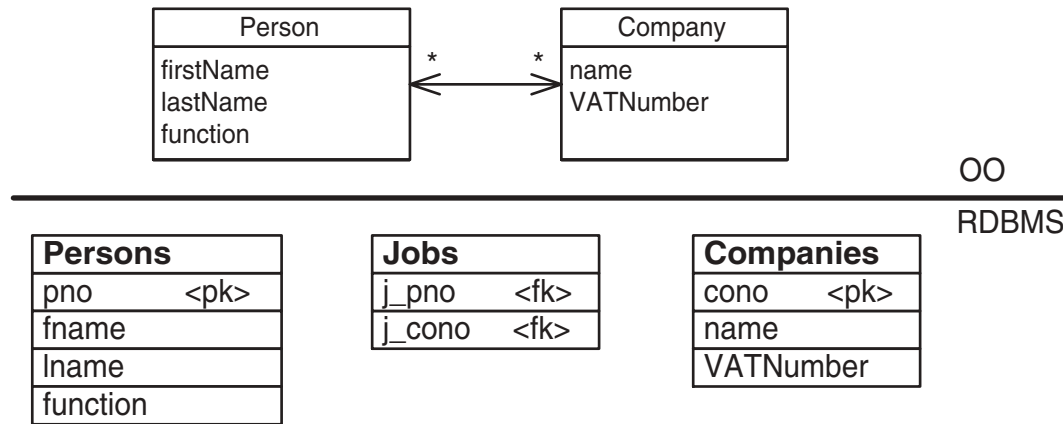 Person
firstName
lastName
function
* *
Company
name
VATNumber
OO
RDBMS
Persons
pno <pk>
fname
lname
function
Jobs
j_pno <fk>
j_cono <fk>
Companies
cono <pk>
name
VATNumber